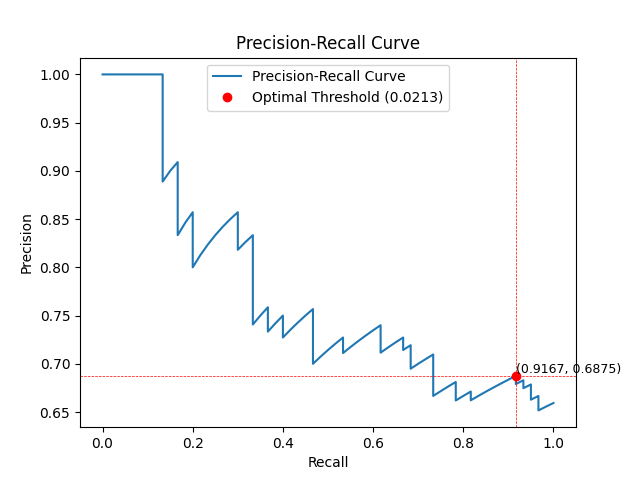 Precision-Recall Curve
Precision-Recall Curve
Optimal Threshold (0.0213)
1.00
0.95
0.90
0.85
0.80
0.75
0.70
0.65
Precision
(0.9167, 0.6875)
0.0 0.2 0.4 0.6 0.8 1.0
Recall